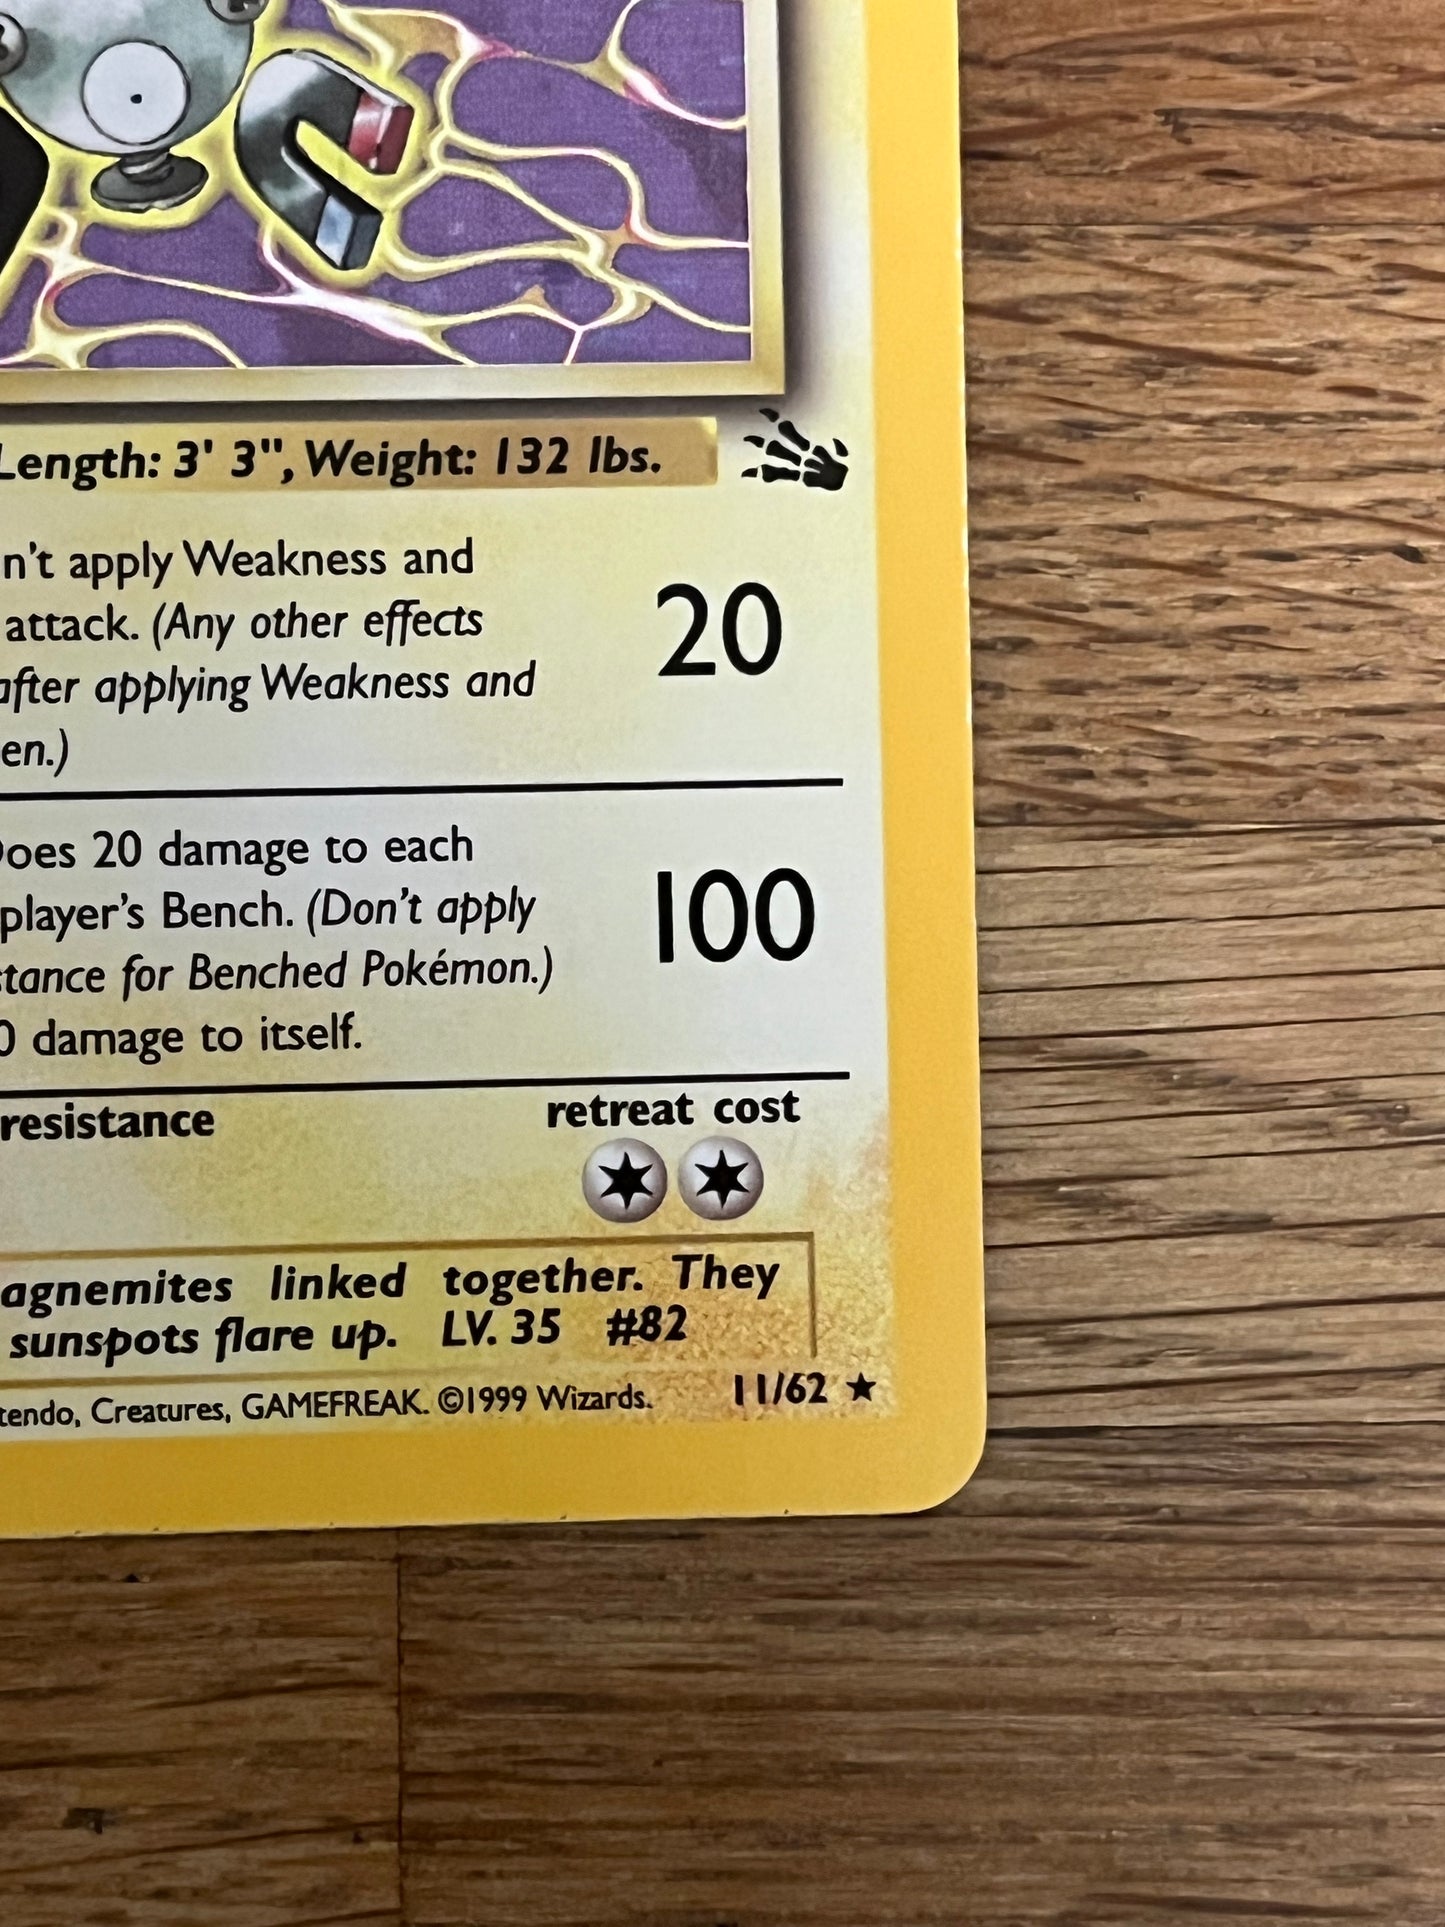 Length: 3' 3", Weight: 132 lbs.
n't apply Weakness and
attack. (Any other effects
after applying Weakness and
en.)
20
oes 20 damage to each
player's Bench. (Don't apply
stance for Benched Pokémon.)
0 damage to itself.
100
resistance
retreat cost
agnemites linked together. They
sunspots flare up. LV. 35 #82
tendo, Creatures, GAMEFREAK. ©1999 Wizards.
11/62 ★